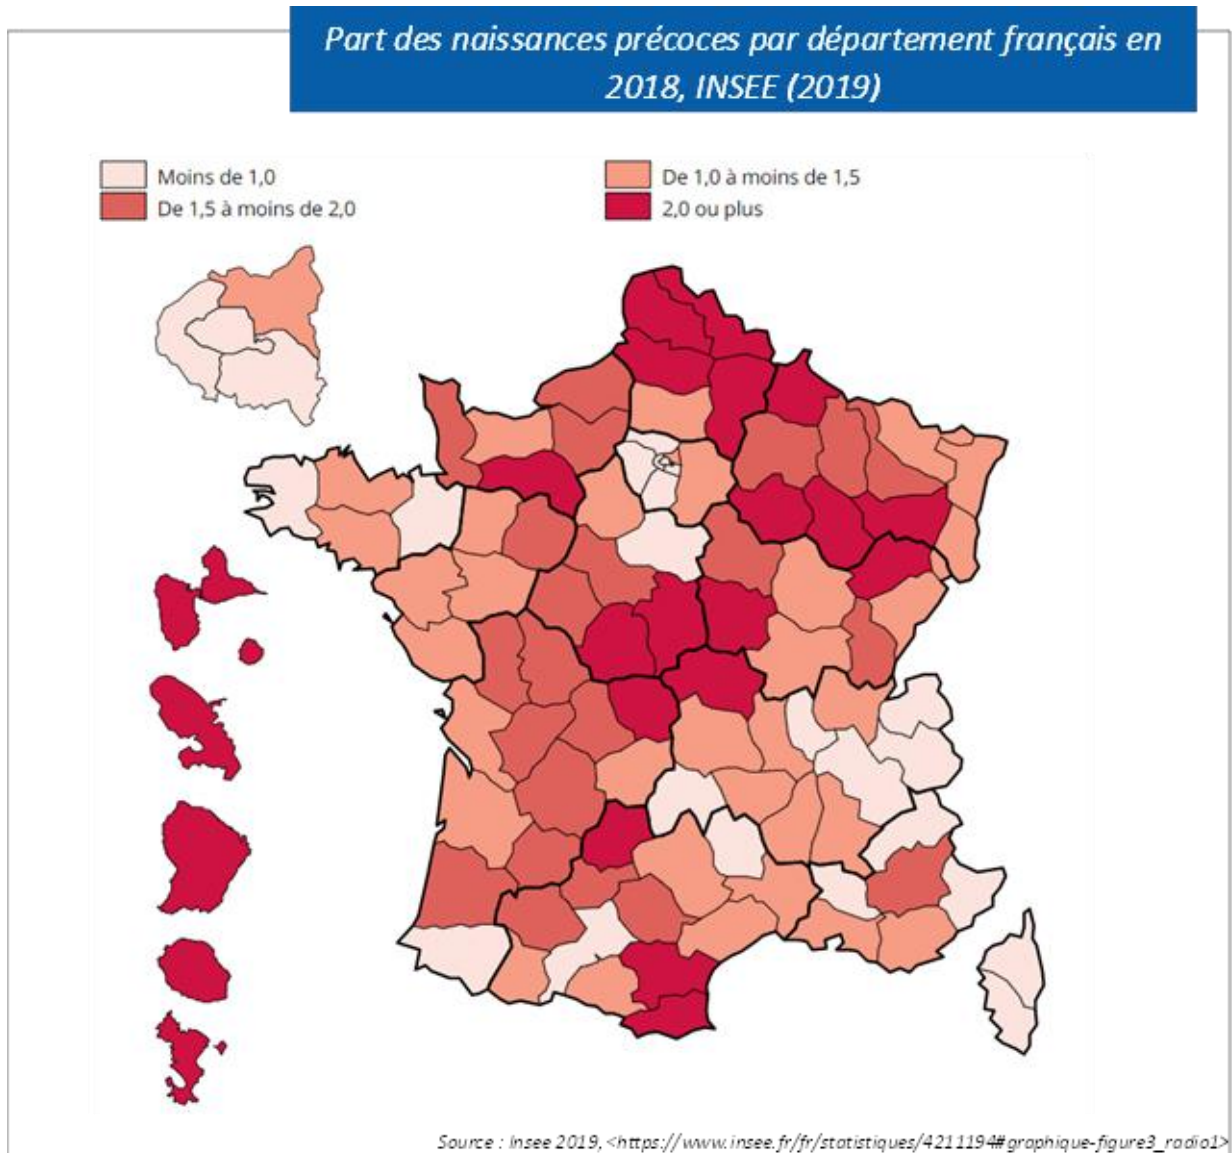 Part des naissances précoces par département français en
2018, INSEE (2019)
Moins de 1,0
De 1,0 à moins de 1,5
De 1,5 à moins de 2,0
2,0 ou plus
Source : Insee 2019, <https://www.insee.fr/fr/statistiques/4211194#graphique-figure3_radio1>